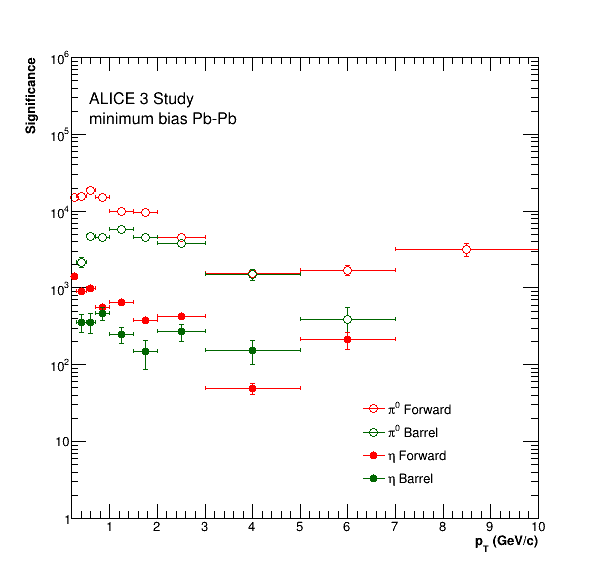 Significance
10^6
10^5
10^4
10^3
10^2
10
1
ALICE 3 Study
minimum bias Pb-Pb
π^0 Forward
π^0 Barrel
η Forward
η Barrel
1 2 3 4 5 6 7 8 9 10
p_T (GeV/c)